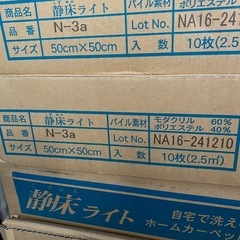 商品名 静床ライト パイル素材 ポリエステル
品番 N-3a Lot No. NA16-24
サイズ 50cm×50cm 入数 10枚(2.5㎡)
商品名 静床ライト パイル素材 モダクリル 60% ポリエステル 40%
品番 N-3a Lot No. NA16-241210
サイズ 50cm×50cm 入数 10枚(2.5㎡)
静床ライト 自宅で洗え
ホームカーペッ